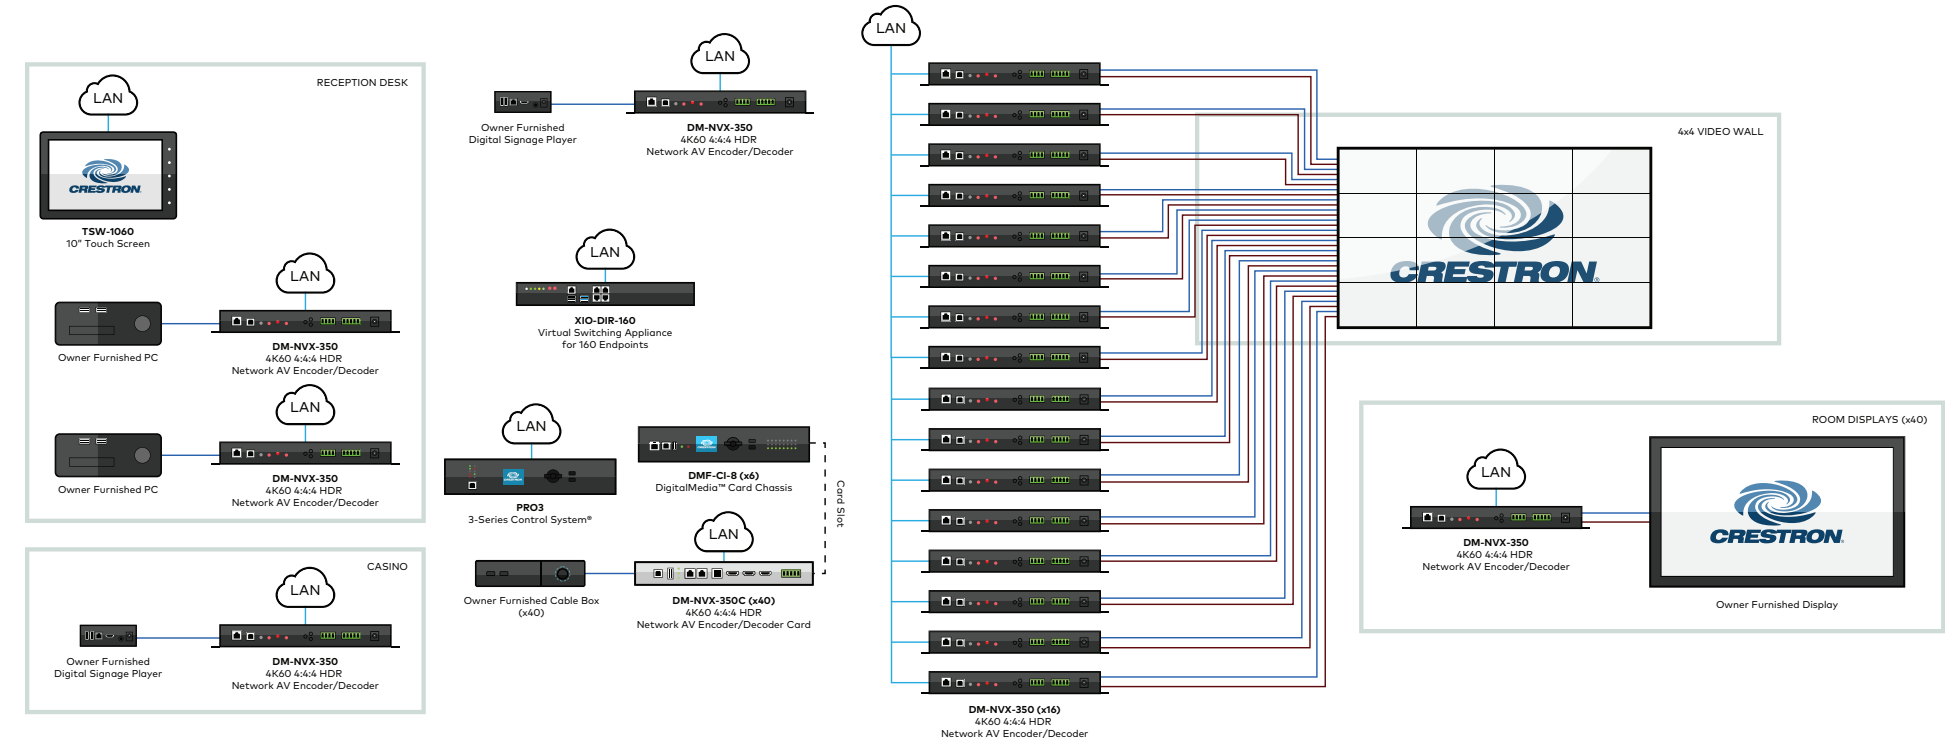 RECEPTION DESK
LAN
CRESTRON
TSW-1060
10" Touch Screen
LAN
Owner Furnished PC
DM-NVX-350
4K60 4:4:4 HDR
Network AV Encoder/Decoder
LAN
Owner Furnished PC
DM-NVX-350
4K60 4:4:4 HDR
Network AV Encoder/Decoder
CASINO
LAN
Owner Furnished
Digital Signage Player
DM-NVX-350
4K60 4:4:4 HDR
Network AV Encoder/Decoder
LAN
Owner Furnished
Digital Signage Player
DM-NVX-350
4K60 4:4:4 HDR
Network AV Encoder/Decoder
LAN
XIO-DIR-160
Virtual Switching Appliance
for 160 Endpoints
LAN
PRO3
3-Series Control System®
DMF-CI-8 (x6)
DigitalMedia™ Card Chassis
Card Slot
LAN
Owner Furnished Cable Box
(x40)
DM-NVX-350C (x40)
4K60 4:4:4 HDR
Network AV Encoder/Decoder Card
LAN
DM-NVX-350 (x16)
4K60 4:4:4 HDR
Network AV Encoder/Decoder
4x4 VIDEO WALL
CRESTRON®
ROOM DISPLAYS (x40)
LAN
DM-NVX-350
4K60 4:4:4 HDR
Network AV Encoder/Decoder
CRESTRON
Owner Furnished Display